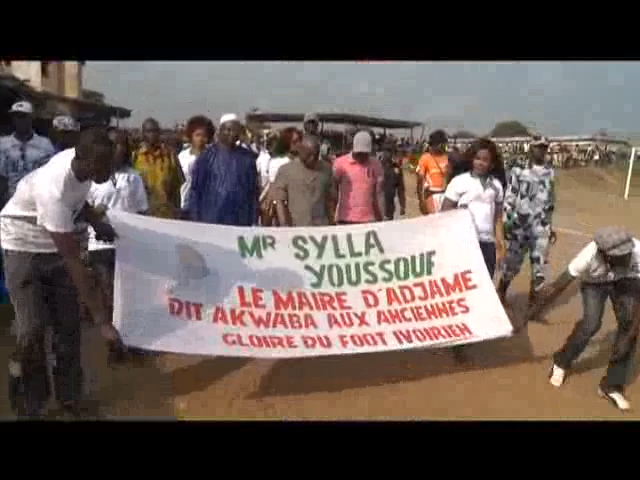 MR SYLLA
YOUSSOUF
LE MAIRE D'ADJAME
DIT AKWABA AUX ANCIENNES
GLOIRE DU FOOT IVOIRIEN